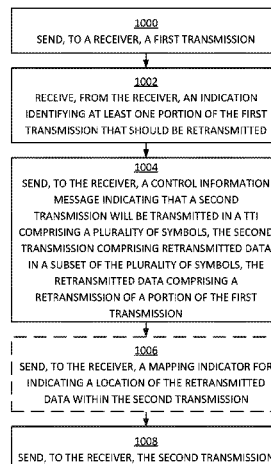 1000
SEND, TO A RECEIVER, A FIRST TRANSMISSION
1002
RECEIVE, FROM THE RECEIVER, AN INDICATION
IDENTIFYING AT LEAST ONE PORTION OF THE FIRST
TRANSMISSION THAT SHOULD BE RETRANSMITTED
1004
SEND, TO THE RECEIVER, A CONTROL INFORMATION
MESSAGE INDICATING THAT A SECOND
TRANSMISSION WILL BE TRANSMITTED IN A TTI
COMPRISING A PLURALITY OF SYMBOLS, THE SECOND
TRANSMISSION COMPRISING RETRANSMITTED DATA
IN A SUBSET OF THE PLURALITY OF SYMBOLS, THE
RETRANSMITTED DATA COMPRISING A
RETRANSMISSION OF A PORTION OF THE FIRST
TRANSMISSION
1006
SEND, TO THE RECEIVER, A MAPPING INDICATOR FOR
INDICATING A LOCATION OF THE RETRANSMITTED
DATA WITHIN THE SECOND TRANSMISSION
1008
SEND, TO THE RECEIVER, THE SECOND TRANSMISSION